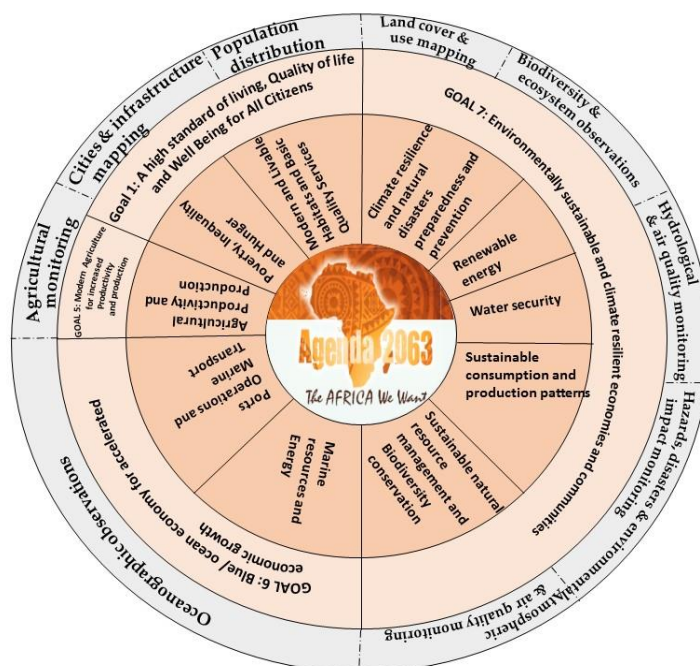 Population
distribution
Land cover &
use mapping
Biodiversity &
ecosystem observations
Hydrological
& air quality monitoring
Hazards, disasters & environmental
impact monitoring
Atmospheric
& air quality monitoring
Oceanographic observations
Agricultural
monitoring
Cities & infrastructure
mapping
Goal 1: A high standard of living, Quality of life
and Well Being for All Citizens
GOAL 7: Environmentally sustainable and climate resilient economies and communities
GOAL 6: Blue/ ocean economy for accelerated
economic growth
GOAL 5: Modern Agriculture
for increased
Productivity
and production
Modern and Livable
Habitats and Basic
Quality Services
Climate resilience
and natural
disasters
preparedness and
prevention
Renewable
energy
Water security
Sustainable
consumption and
production patterns
Sustainable natural
resource
management and
Biodiversity
conservation
Marine
resources and
Energy
Ports
Operations and
Marine
Transport
Agricultural
Productivity and
Production
Poverty, Inequality
and Hunger
Agenda 2063
The AFRICA We Want